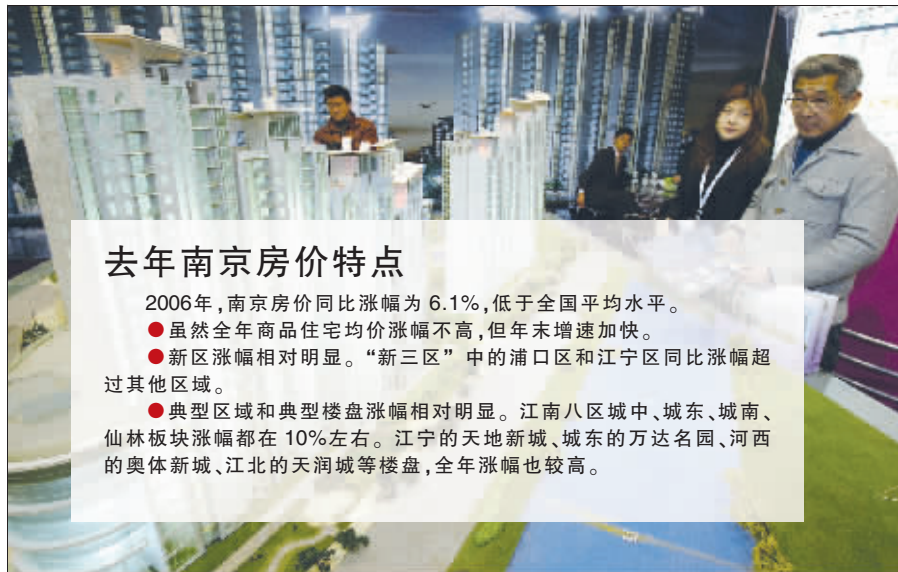 去年南京房价特点
2006年,南京房价同比涨幅为 6.1%,低于全国平均水平。
●虽然全年商品住宅均价涨幅不高,但年末增速加快。
●新区涨幅相对明显。“新三区” 中的浦口区和江宁区同比涨幅超
过其他区域。
●典型区域和典型楼盘涨幅相对明显。江南八区城中、城东、城南、
仙林板块涨幅都在 10%左右。江宁的天地新城、城东的万达名园、河西
的奥体新城、江北的天润城等楼盘,全年涨幅也较高。